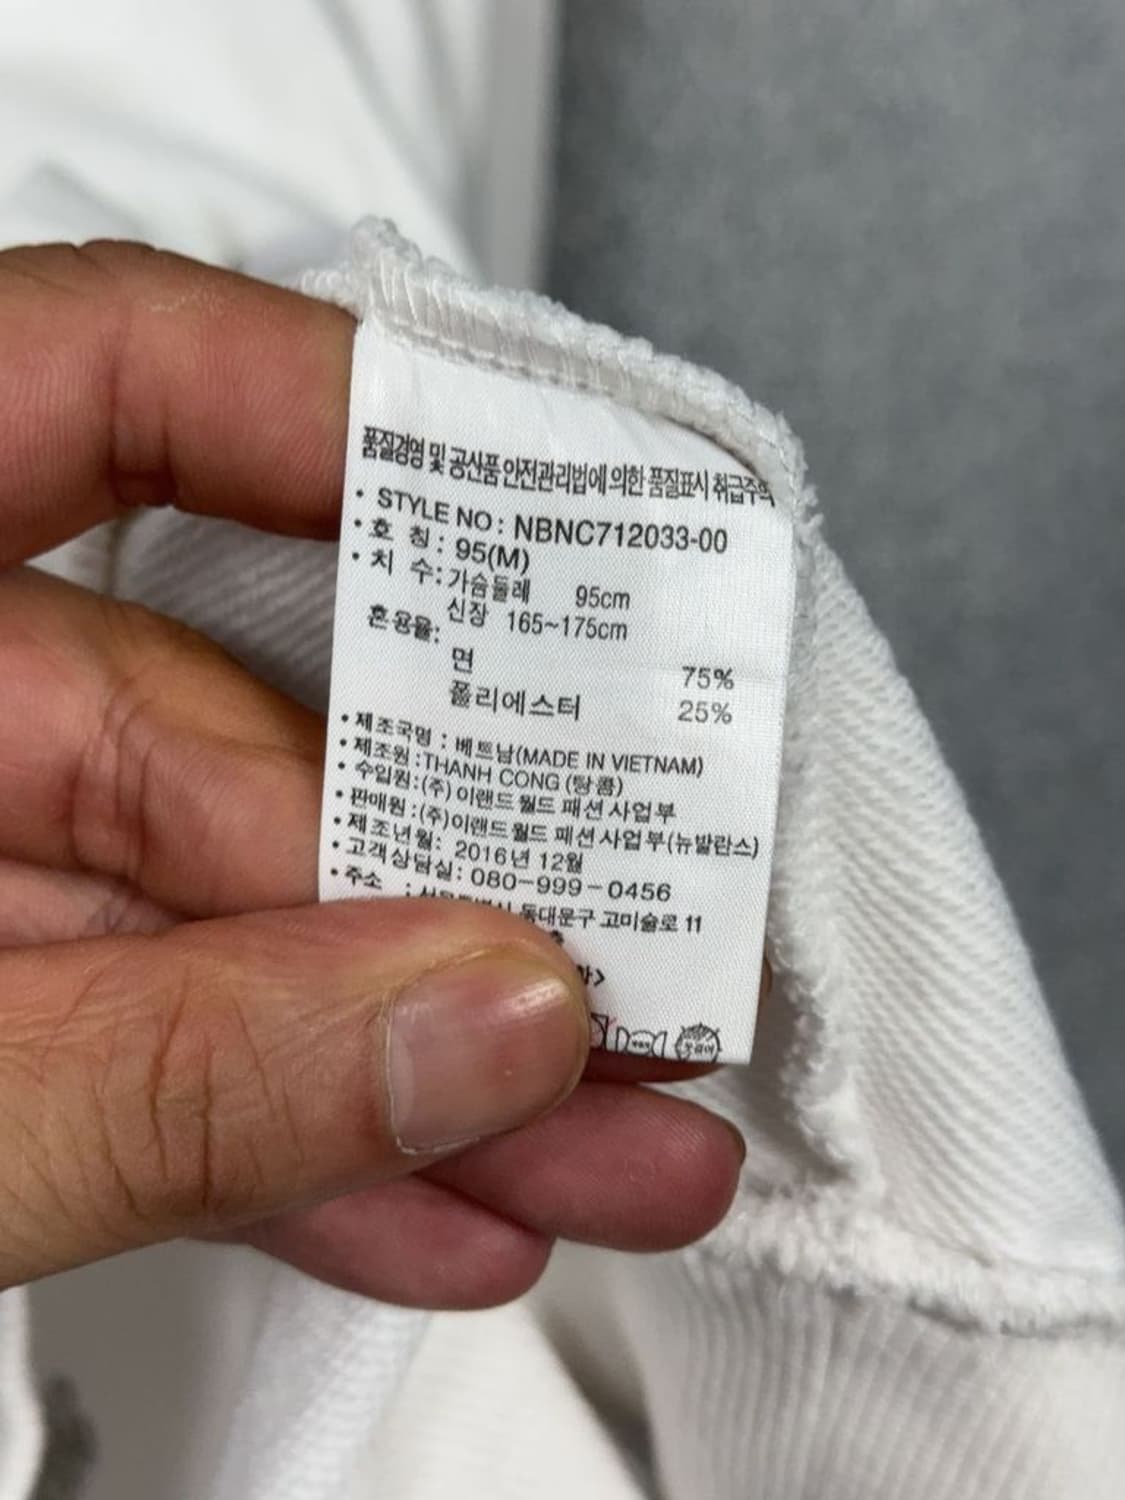 품질경영 및 공산품 안전관리법에 의한 품질표시 취급주의
• STYLE NO : NBNC712033-00
• 호 칭 : 95(M)
• 치 수 : 가슴둘레 95cm
신장 165~175cm
혼용율:
면 75%
폴리에스터 25%
• 제조국명 : 베트남(MADE IN VIETNAM)
• 제조원 : THANH CONG (탕콤)
• 수입원 : (주) 이랜드월드 패션사업부
• 판매원 : (주)이랜드월드 패션사업부(뉴발란스)
• 제조년월: 2016년 12월
• 고객상담실: 080-999-0456
• 주소 : 동대문구 고미술로 11